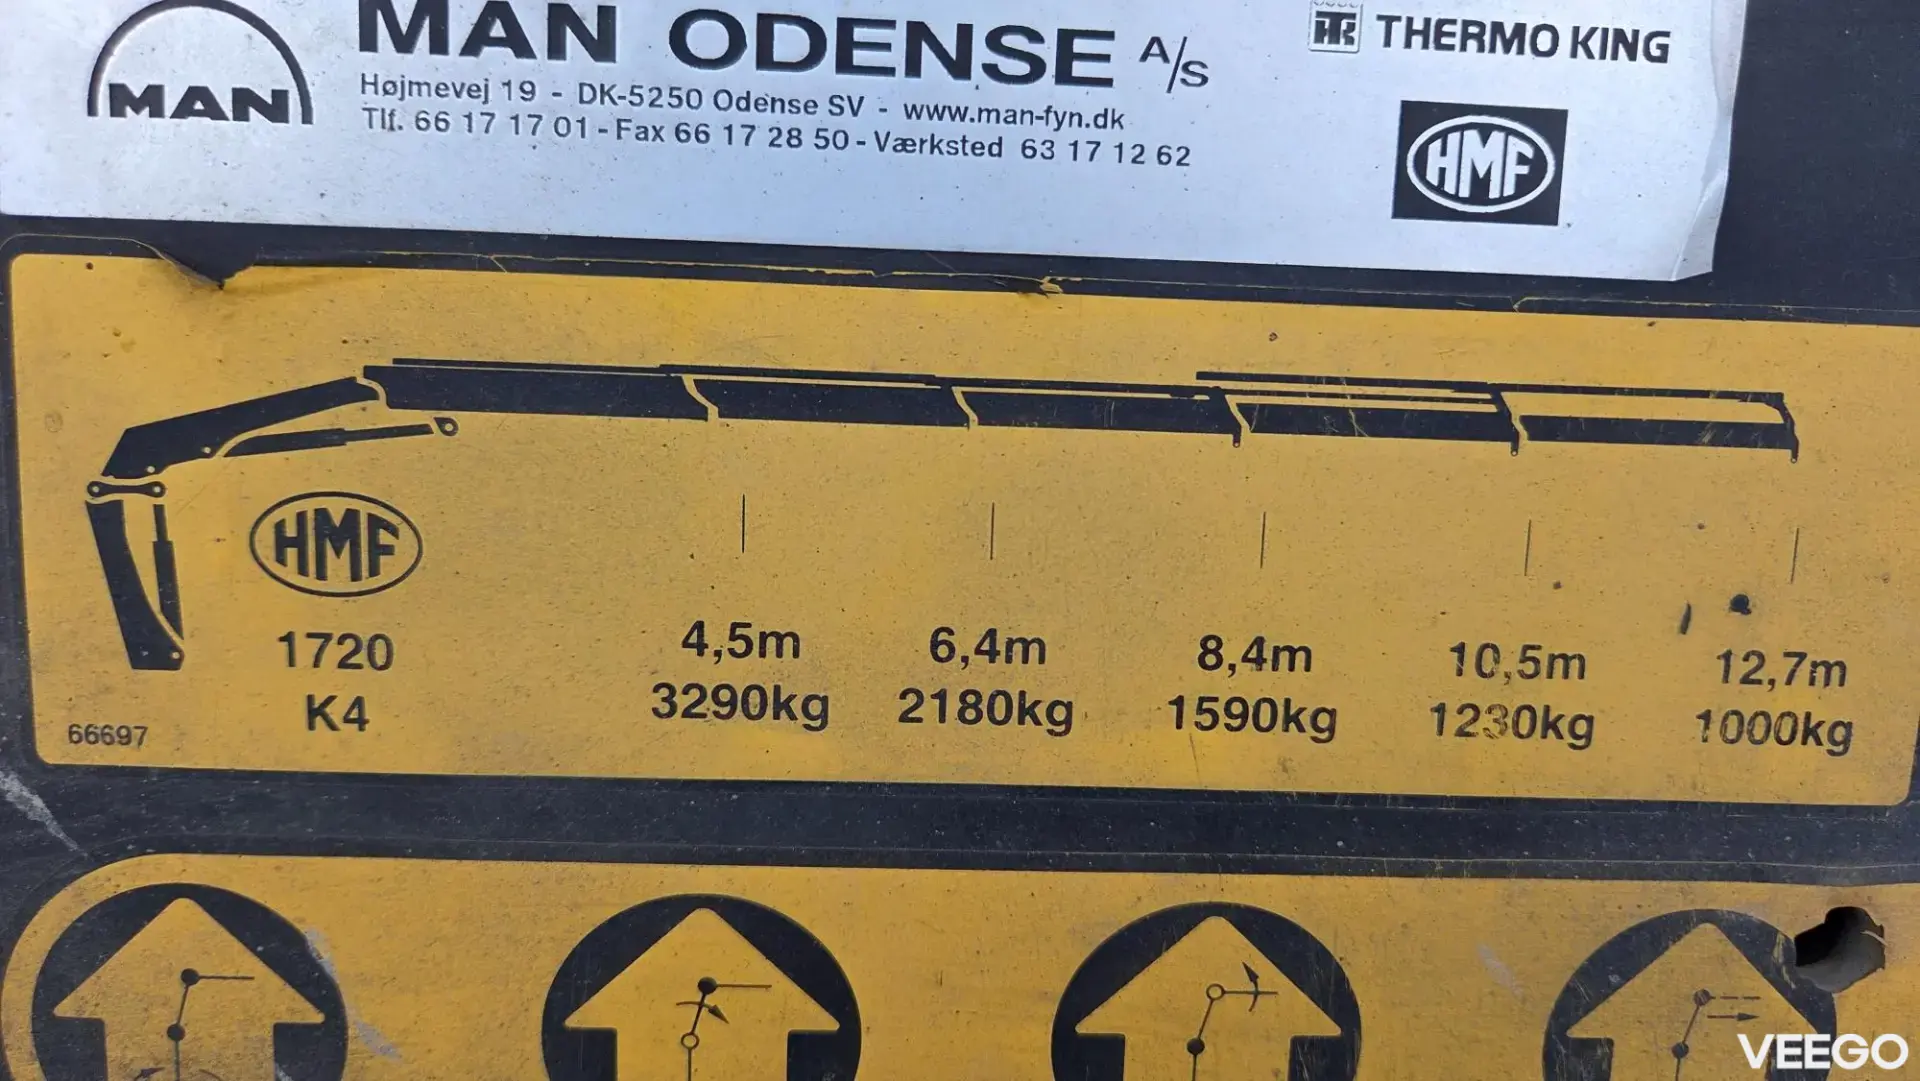 MAN
MAN ODENSE A/S
Højmevej 19 - DK-5250 Odense SV - www.man-fyn.dk
Tlf. 66 17 17 01 - Fax 66 17 28 50 - Værksted 63 17 12 62
TK THERMO KING
HMF
HMF
1720
K4
66697
4,5m 6,4m 8,4m 10,5m 12,7m
3290kg 2180kg 1590kg 1230kg 1000kg
VEEGO